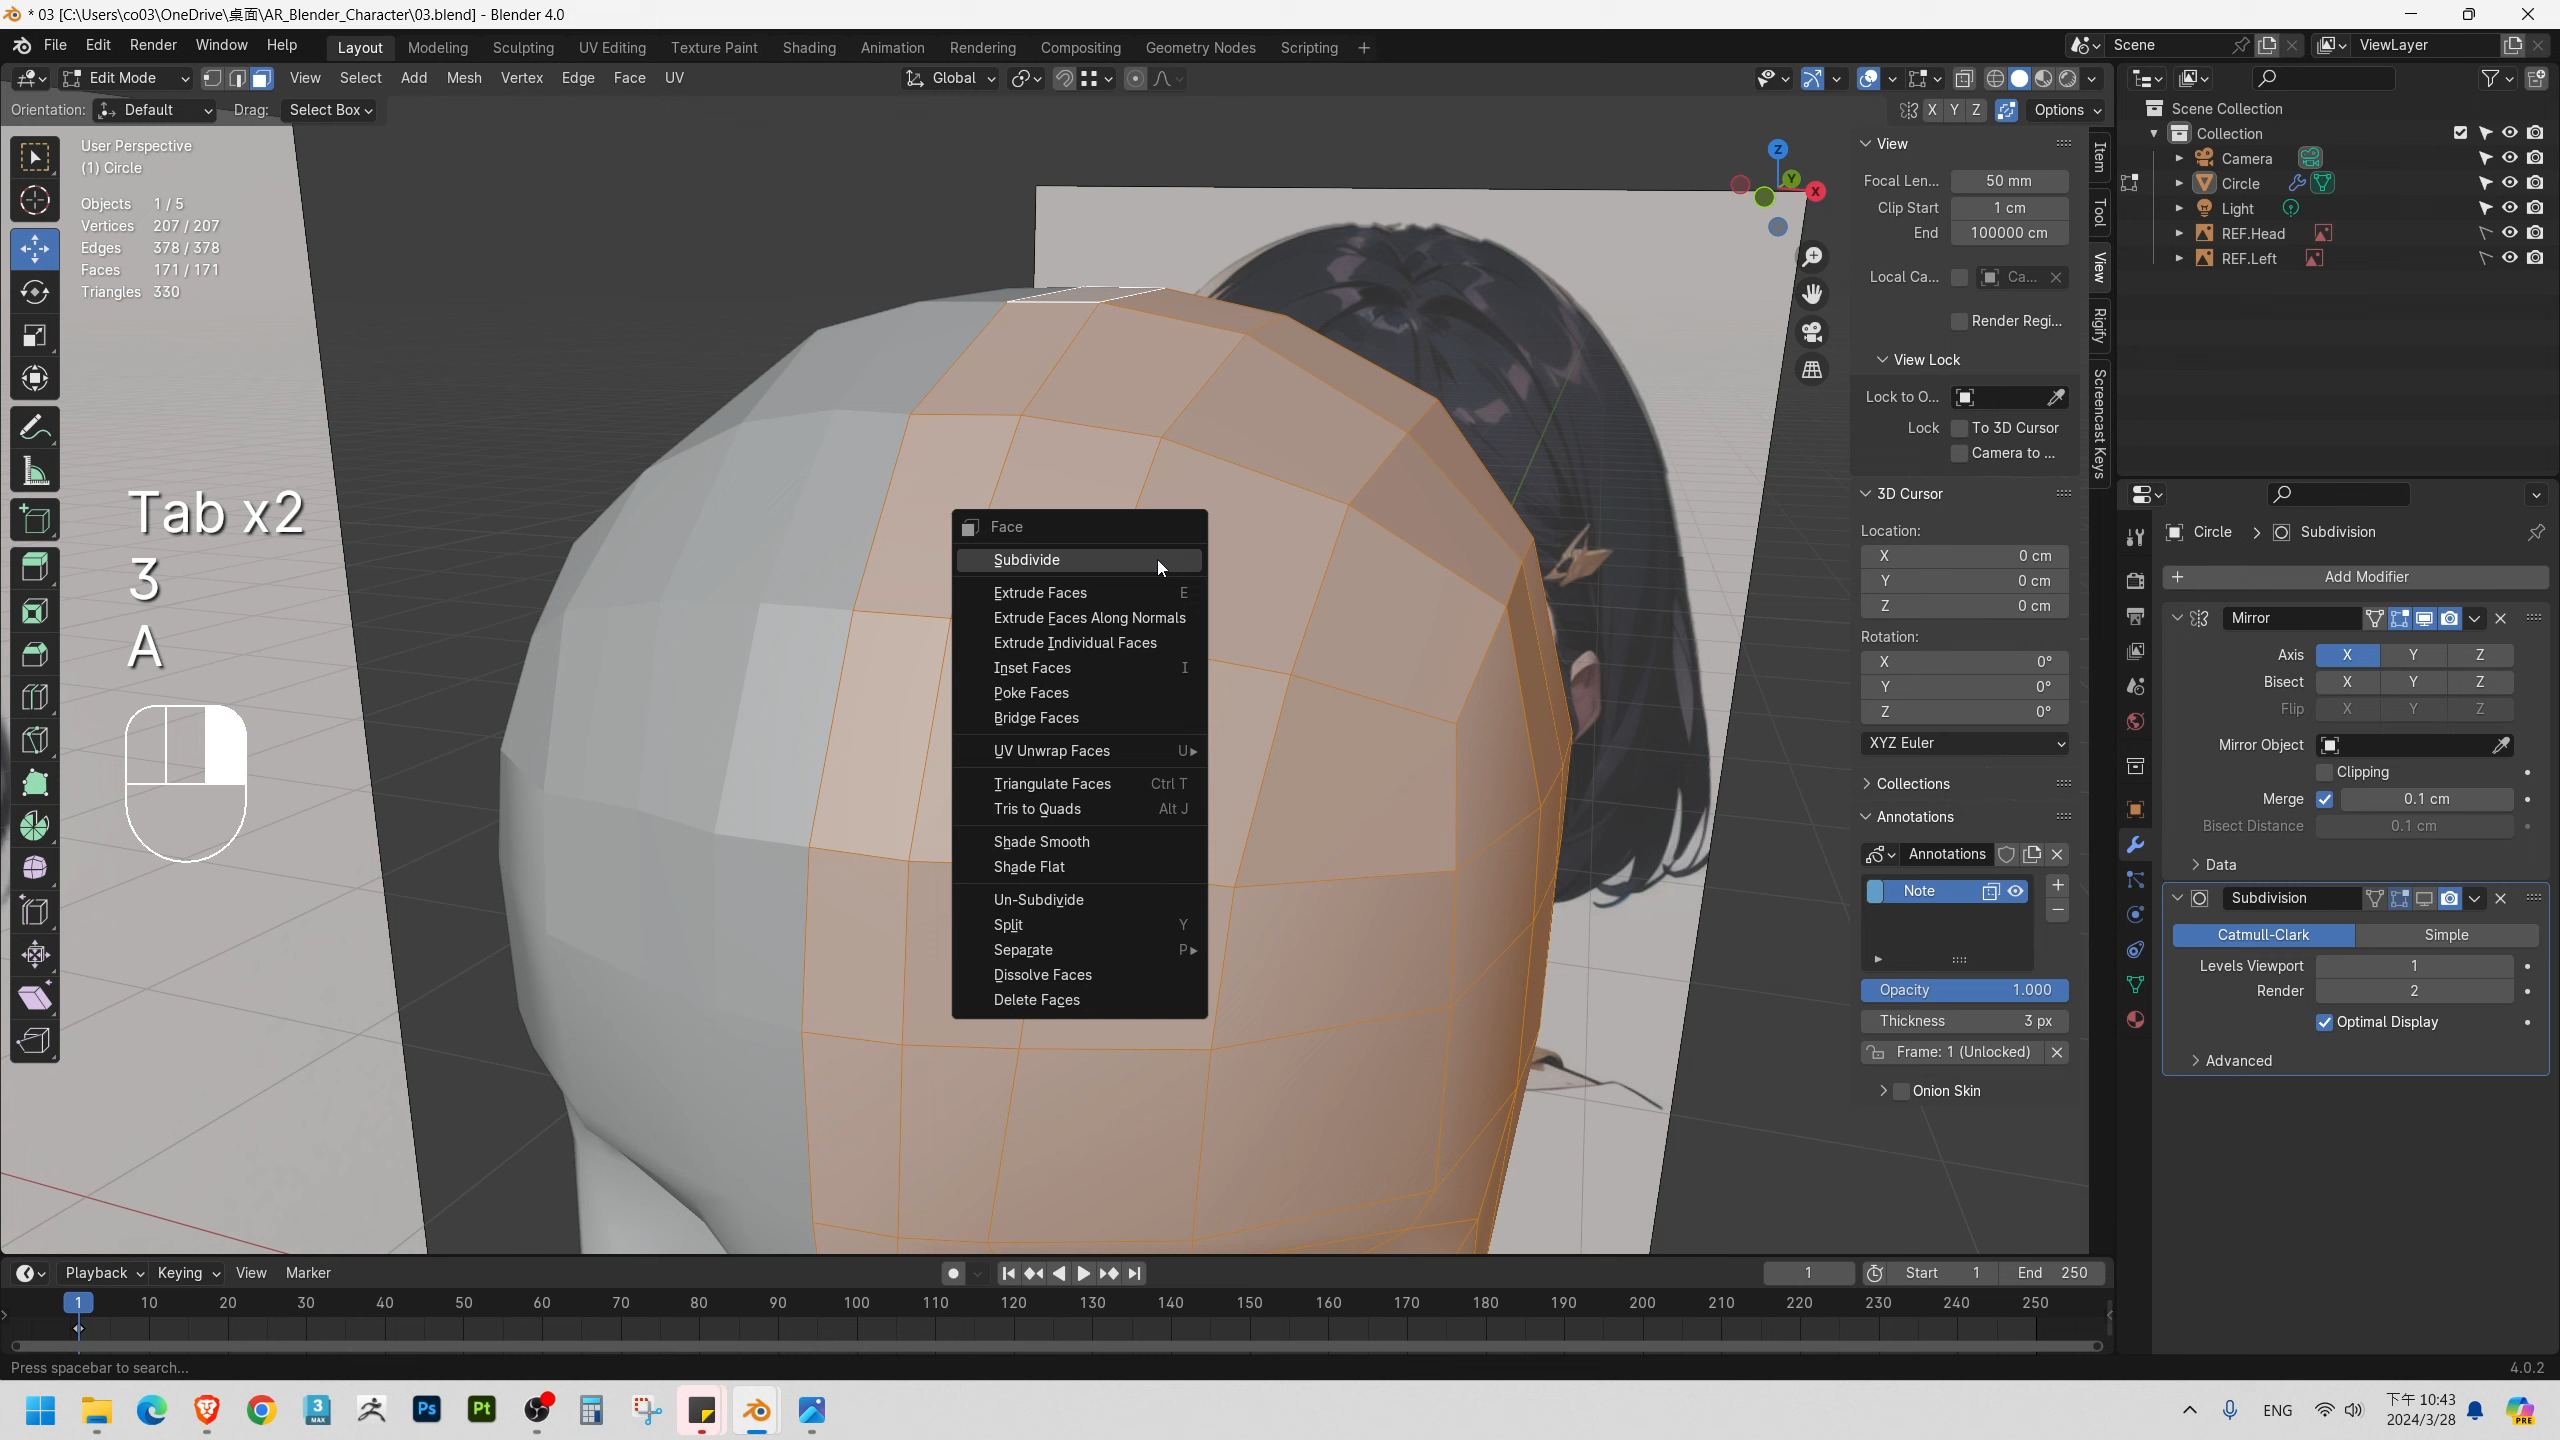 * 03 [C:\Users\co03\OneDrive\桌面\AR_Blender_Character\03.blend] - Blender 4.0
File Edit Render Window Help Layout Modeling Sculpting UV Editing Texture Paint Shading Animation Rendering Compositing Geometry Nodes Scripting + Scene ViewLayer
Edit Mode View Select Add Mesh Vertex Edge Face UV Global
Orientation: Default Drag: Select Box X Y Z Options
User Perspective
(1) Circle
Objects 1 / 5
Vertices 207 / 207
Edges 378 / 378
Faces 171 / 171
Triangles 330
Tab x2
3
A
Z
Y
X
Face
Subdivide
Extrude Faces E
Extrude Faces Along Normals
Extrude Individual Faces
Inset Faces I
Poke Faces
Bridge Faces
UV Unwrap Faces U
Triangulate Faces Ctrl T
Tris to Quads Alt J
Shade Smooth
Shade Flat
Un-Subdivide
Split Y
Separate P
Dissolve Faces
Delete Faces
View
Focal Len... 50 mm
Clip Start 1 cm
End 100000 cm
Local Ca... Ca...
Render Regi...
View Lock
Lock to O...
Lock To 3D Cursor
Camera to ...
3D Cursor
Location:
X 0 cm
Y 0 cm
Z 0 cm
Rotation:
X 0°
Y 0°
Z 0°
XYZ Euler
Collections
Annotations
Annotations
Note
Opacity 1.000
Thickness 3 px
Frame: 1 (Unlocked)
Onion Skin
Item
Tool
View
Rigify
Screencast Keys
Scene Collection
Collection
Camera
Circle
Light
REF.Head
REF.Left
Circle > Subdivision
+ Add Modifier
Mirror
Axis X Y Z
Bisect X Y Z
Flip X Y Z
Mirror Object
Clipping
Merge 0.1 cm
Bisect Distance 0.1 cm
Data
Subdivision
Catmull-Clark Simple
Levels Viewport 1
Render 2
Optimal Display
Advanced
Playback Keying View Marker 1 Start 1 End 250
1 10 20 30 40 50 60 70 80 90 100 110 120 130 140 150 160 170 180 190 200 210 220 230 240 250
Press spacebar to search... 4.0.2
3 MAX Ps Pt ENG 下午 10:43
2024/3/28
PRE